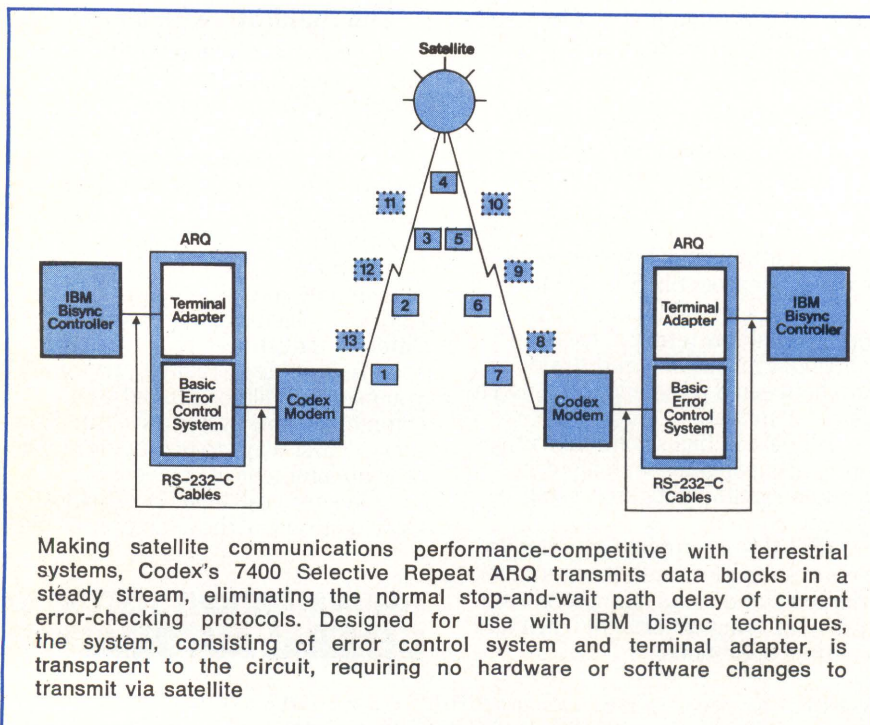 Satellite
4
11
10
3
5
ARQ
ARQ
12
9
IBM
Bisync
Controller
Terminal
Adapter
2
6
Terminal
Adapter
IBM
Bisync
Controller
13
8
1
7
Basic
Error
Control
System
Codex
Modem
Codex
Modem
Basic
Error
Control
System
RS-232-C
Cables
RS-232-C
Cables
Making satellite communications performance-competitive with terrestrial
systems, Codex's 7400 Selective Repeat ARQ transmits data blocks in a
steady stream, eliminating the normal stop-and-wait path delay of current
error-checking protocols. Designed for use with IBM bisync techniques,
the system, consisting of error control system and terminal adapter, is
transparent to the circuit, requiring no hardware or software changes to
transmit via satellite